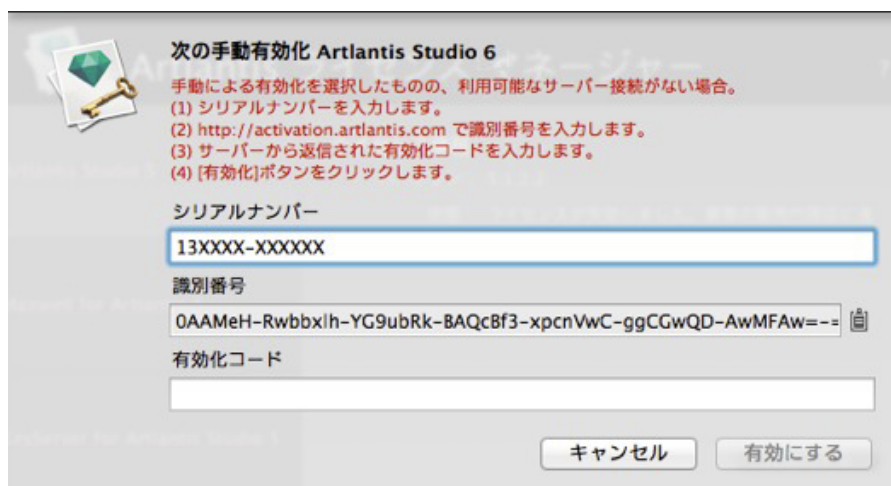 次の手動有効化 Artlantis Studio 6
手動による有効化を選択したものの、利用可能なサーバー接続がない場合。
(1) シリアルナンバーを入力します。
(2) http://activation.artlantis.com で識別番号を入力します。
(3) サーバーから返信された有効化コードを入力します。
(4) [有効化]ボタンをクリックします。
シリアルナンバー
13XXXX-XXXXXX
識別番号
0AAMeH-Rwbbxlh-YG9ubRk-BAQcBf3-xpcnVwC-ggCGwQD-AwMFAw=-=
有効化コード
キャンセル
有効にする